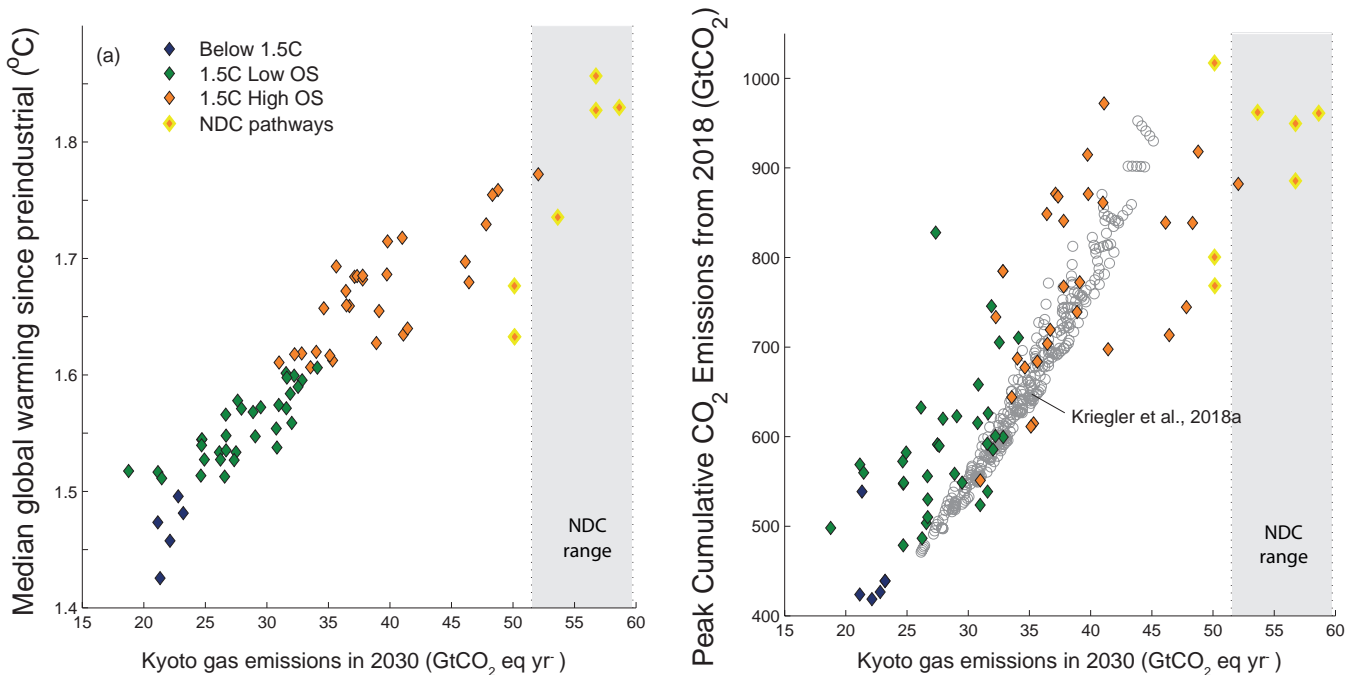 Median global warming since preindustrial (°C)
(a)
Below 1.5C
1.5C Low OS
1.5C High OS
NDC pathways
1.8
1.7
1.6
1.5
1.4
NDC
range
15 20 25 30 35 40 45 50 55 60
Kyoto gas emissions in 2030 (GtCO₂ eq yr⁻ )
Peak Cumulative CO₂ Emissions from 2018 (GtCO₂)
1000
900
800
700
600
500
400
Kriegler et al., 2018a
NDC
range
15 20 25 30 35 40 45 50 55 60
Kyoto gas emissions in 2030 (GtCO₂ eq yr⁻ )